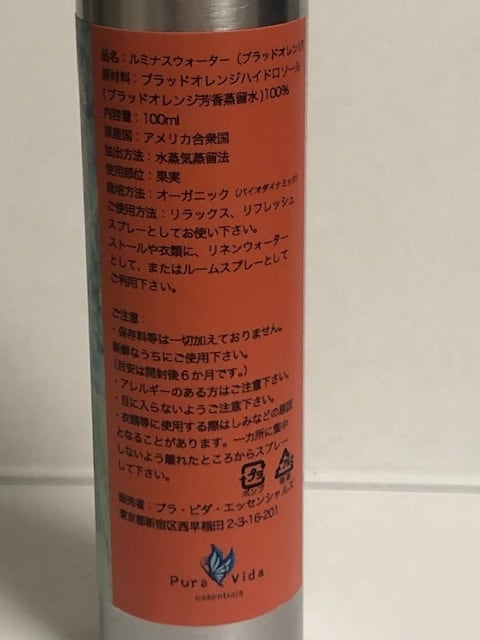 品名：ルミナスウォーター（ブラッドオレンジ）
原材料：ブラッドオレンジハイドロソール
(ブラッドオレンジ芳香蒸留水)100%
内容量：100ml
原産国：アメリカ合衆国
抽出方法：水蒸気蒸留法
使用部位：果実
栽培方法：オーガニック（バイオダイナミック）
ご使用方法：リラックス、リフレッシュ
スプレーとしてお使い下さい。
ストールや衣類に、リネンウォーター
として、またはルームスプレーとして
ご利用下さい。
ご注意：
・保存料等は一切加えておりません。
新鮮なうちにご使用下さい。
(目安は開封後６か月です。)
・アレルギーのある方はご注意下さい。
・目に入らないようご注意下さい。
・衣類等に使用する際はしみなどの原因
となることがあります。一カ所に集中
しないよう離れたところからスプレー
して下さい。
プラ
ポンプ
販売者：プラ・ビダ・エッセンシャルズ
東京都新宿区西早稲田2-3-16-201
Pura Vida
essentials